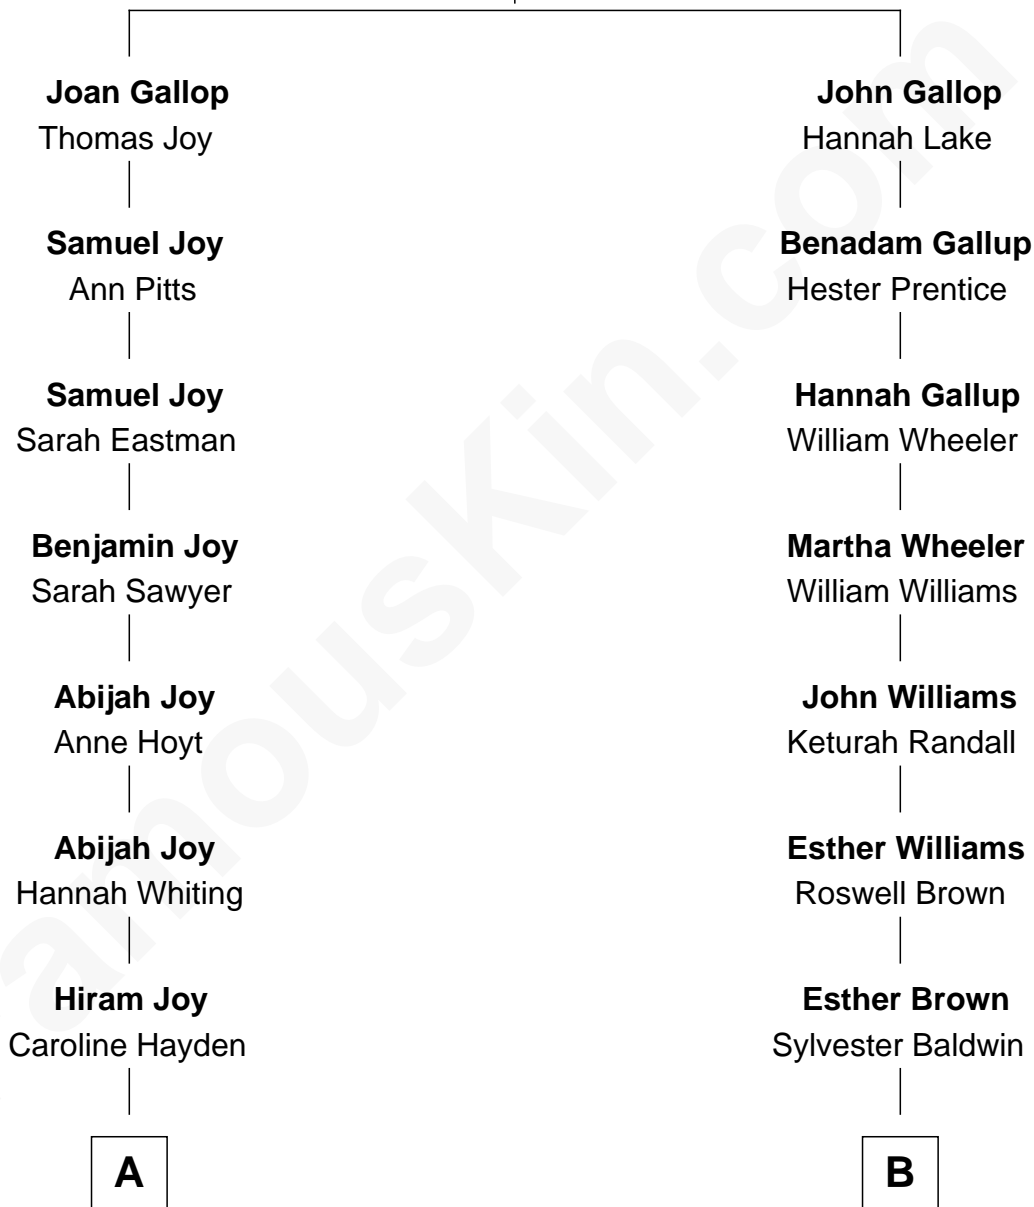 Joan Gallop
Thomas Joy
John Gallop
Hannah Lake
Samuel Joy
Ann Pitts
Benadam Gallup
Hester Prentice
Samuel Joy
Sarah Eastman
Hannah Gallup
William Wheeler
Benjamin Joy
Sarah Sawyer
Martha Wheeler
William Williams
Abijah Joy
Anne Hoyt
John Williams
Keturah Randall
Abijah Joy
Hannah Whiting
Esther Williams
Roswell Brown
Hiram Joy
Caroline Hayden
Esther Brown
Sylvester Baldwin
A
B
amouskin.com